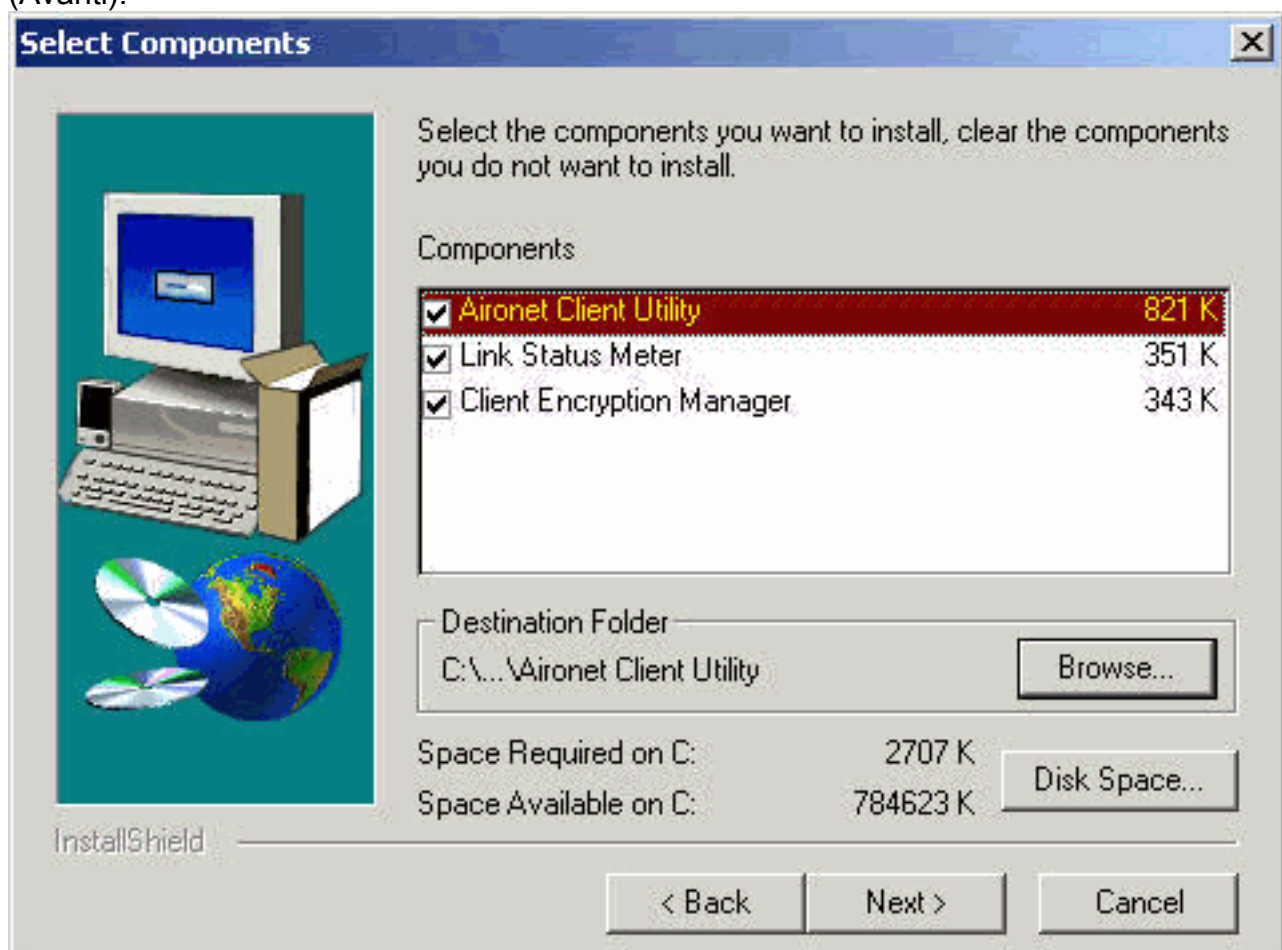 (Avanti).
Select Components
Select the components you want to install, clear the components
you do not want to install.
Components
Aironet Client Utility 821 K
Link Status Meter 351 K
Client Encryption Manager 343 K
Destination Folder
C:\...\Aironet Client Utility
Browse...
Space Required on C: 2707 K
Space Available on C: 784623 K
Disk Space...
InstallShield
< Back Next > Cancel